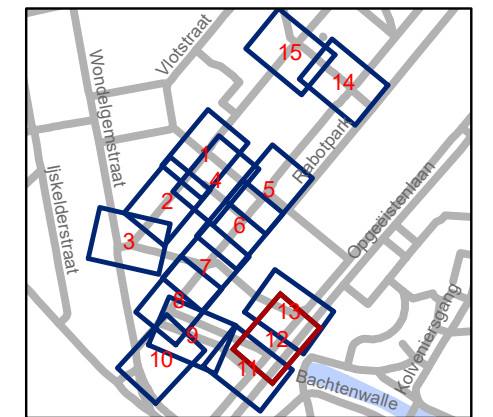 Vlotstraat
Wondelgemstraat
Ijskelderstraat
Rabotpark
Opgeëistenlaan
Kolveniersgang
Bachtenwalle
15
14
1
4
5
2
6
3
7
8
13
9
12
10
11